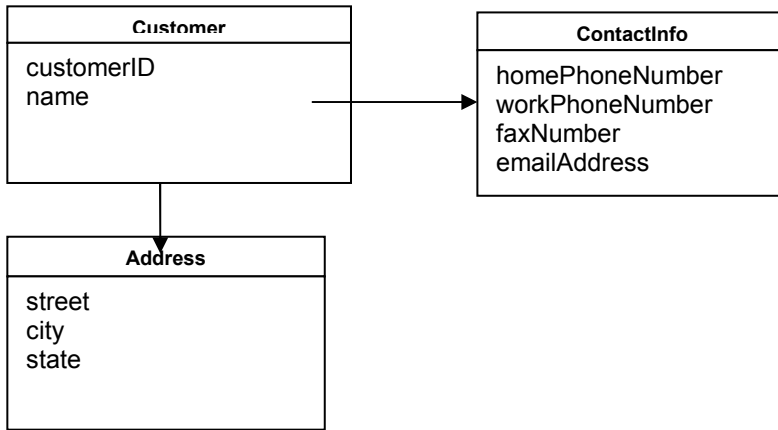 Customer
customerID
name
ContactInfo
homePhoneNumber
workPhoneNumber
faxNumber
emailAddress
Address
street
city
state